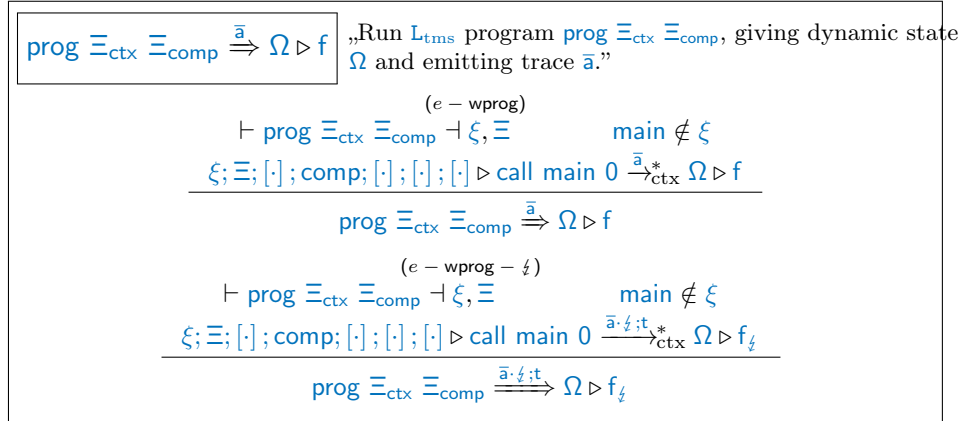 prog Ξctx Ξcomp =ā⇒ Ω ▷ f „Run Ltms program prog Ξctx Ξcomp, giving dynamic state
Ω and emitting trace ā.”
(e − wprog)
⊢ prog Ξctx Ξcomp ⊣ ξ, Ξ main ∉ ξ
ξ; Ξ; [·] ; comp; [·] ; [·] ; [·] ▷ call main 0 –ā→*ctx Ω ▷ f
prog Ξctx Ξcomp =ā⇒ Ω ▷ f
(e − wprog − ↯)
⊢ prog Ξctx Ξcomp ⊣ ξ, Ξ main ∉ ξ
ξ; Ξ; [·] ; comp; [·] ; [·] ; [·] ▷ call main 0 –ā·↯;t→*ctx Ω ▷ f↯
prog Ξctx Ξcomp =ā·↯;t⇒ Ω ▷ f↯